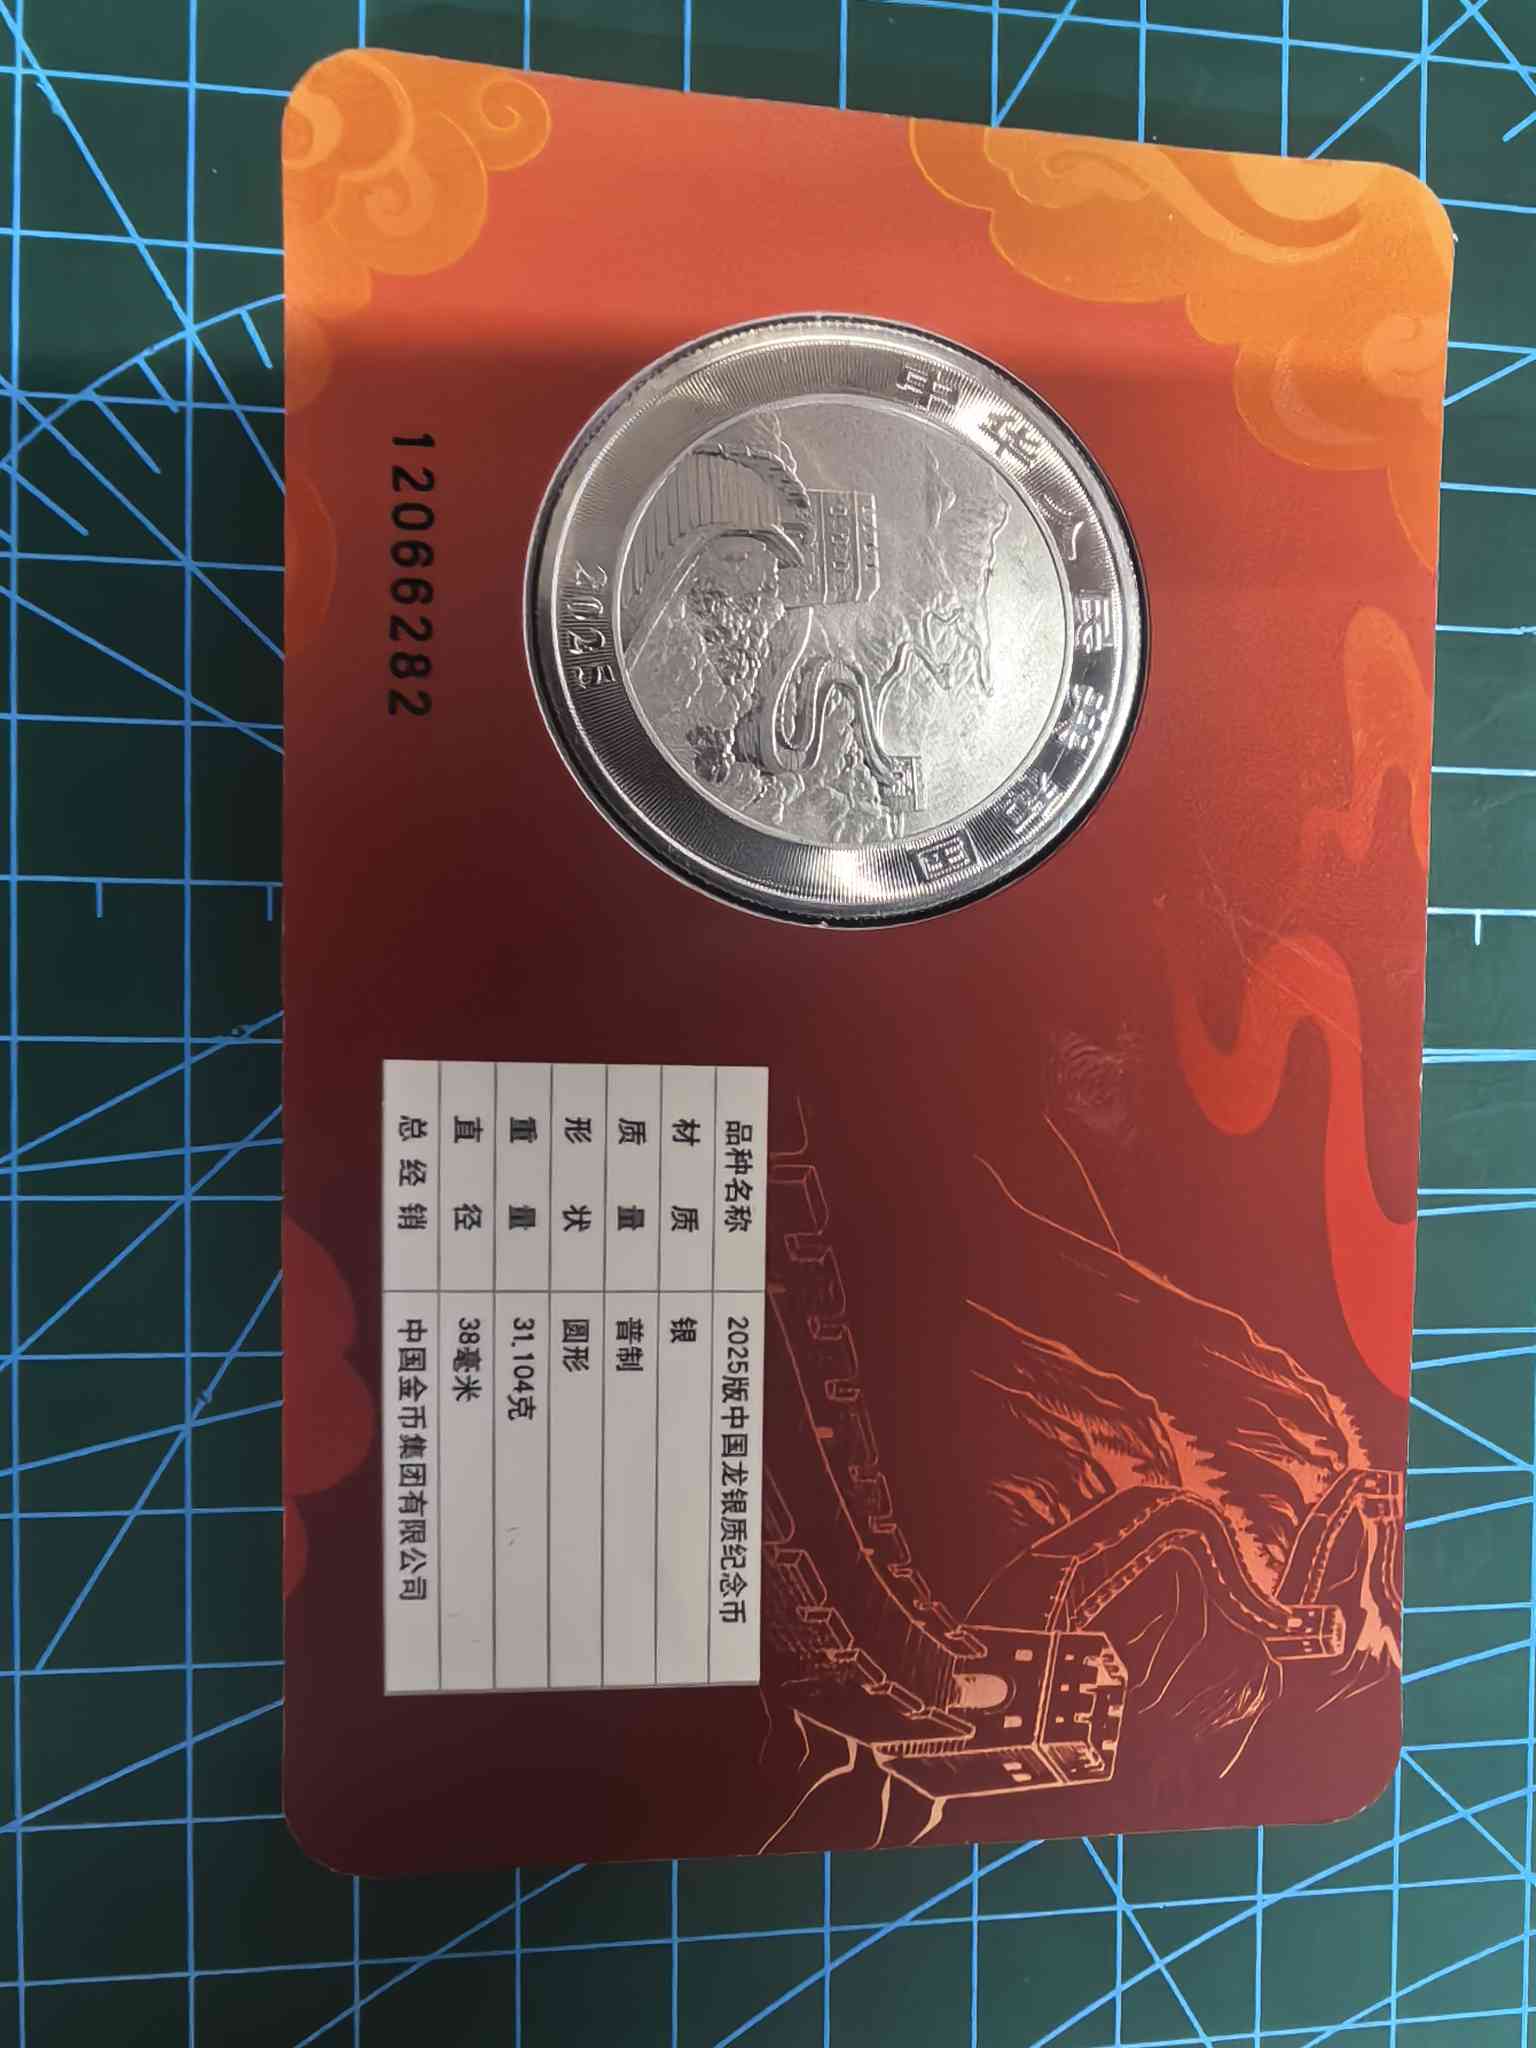 中华人民共和国
2025
12066282
品种名称 2025版中国龙银质纪念币
材质 银
质量 普制
形状 圆形
重量 31.104克
直径 38毫米
总经销 中国金币集团有限公司